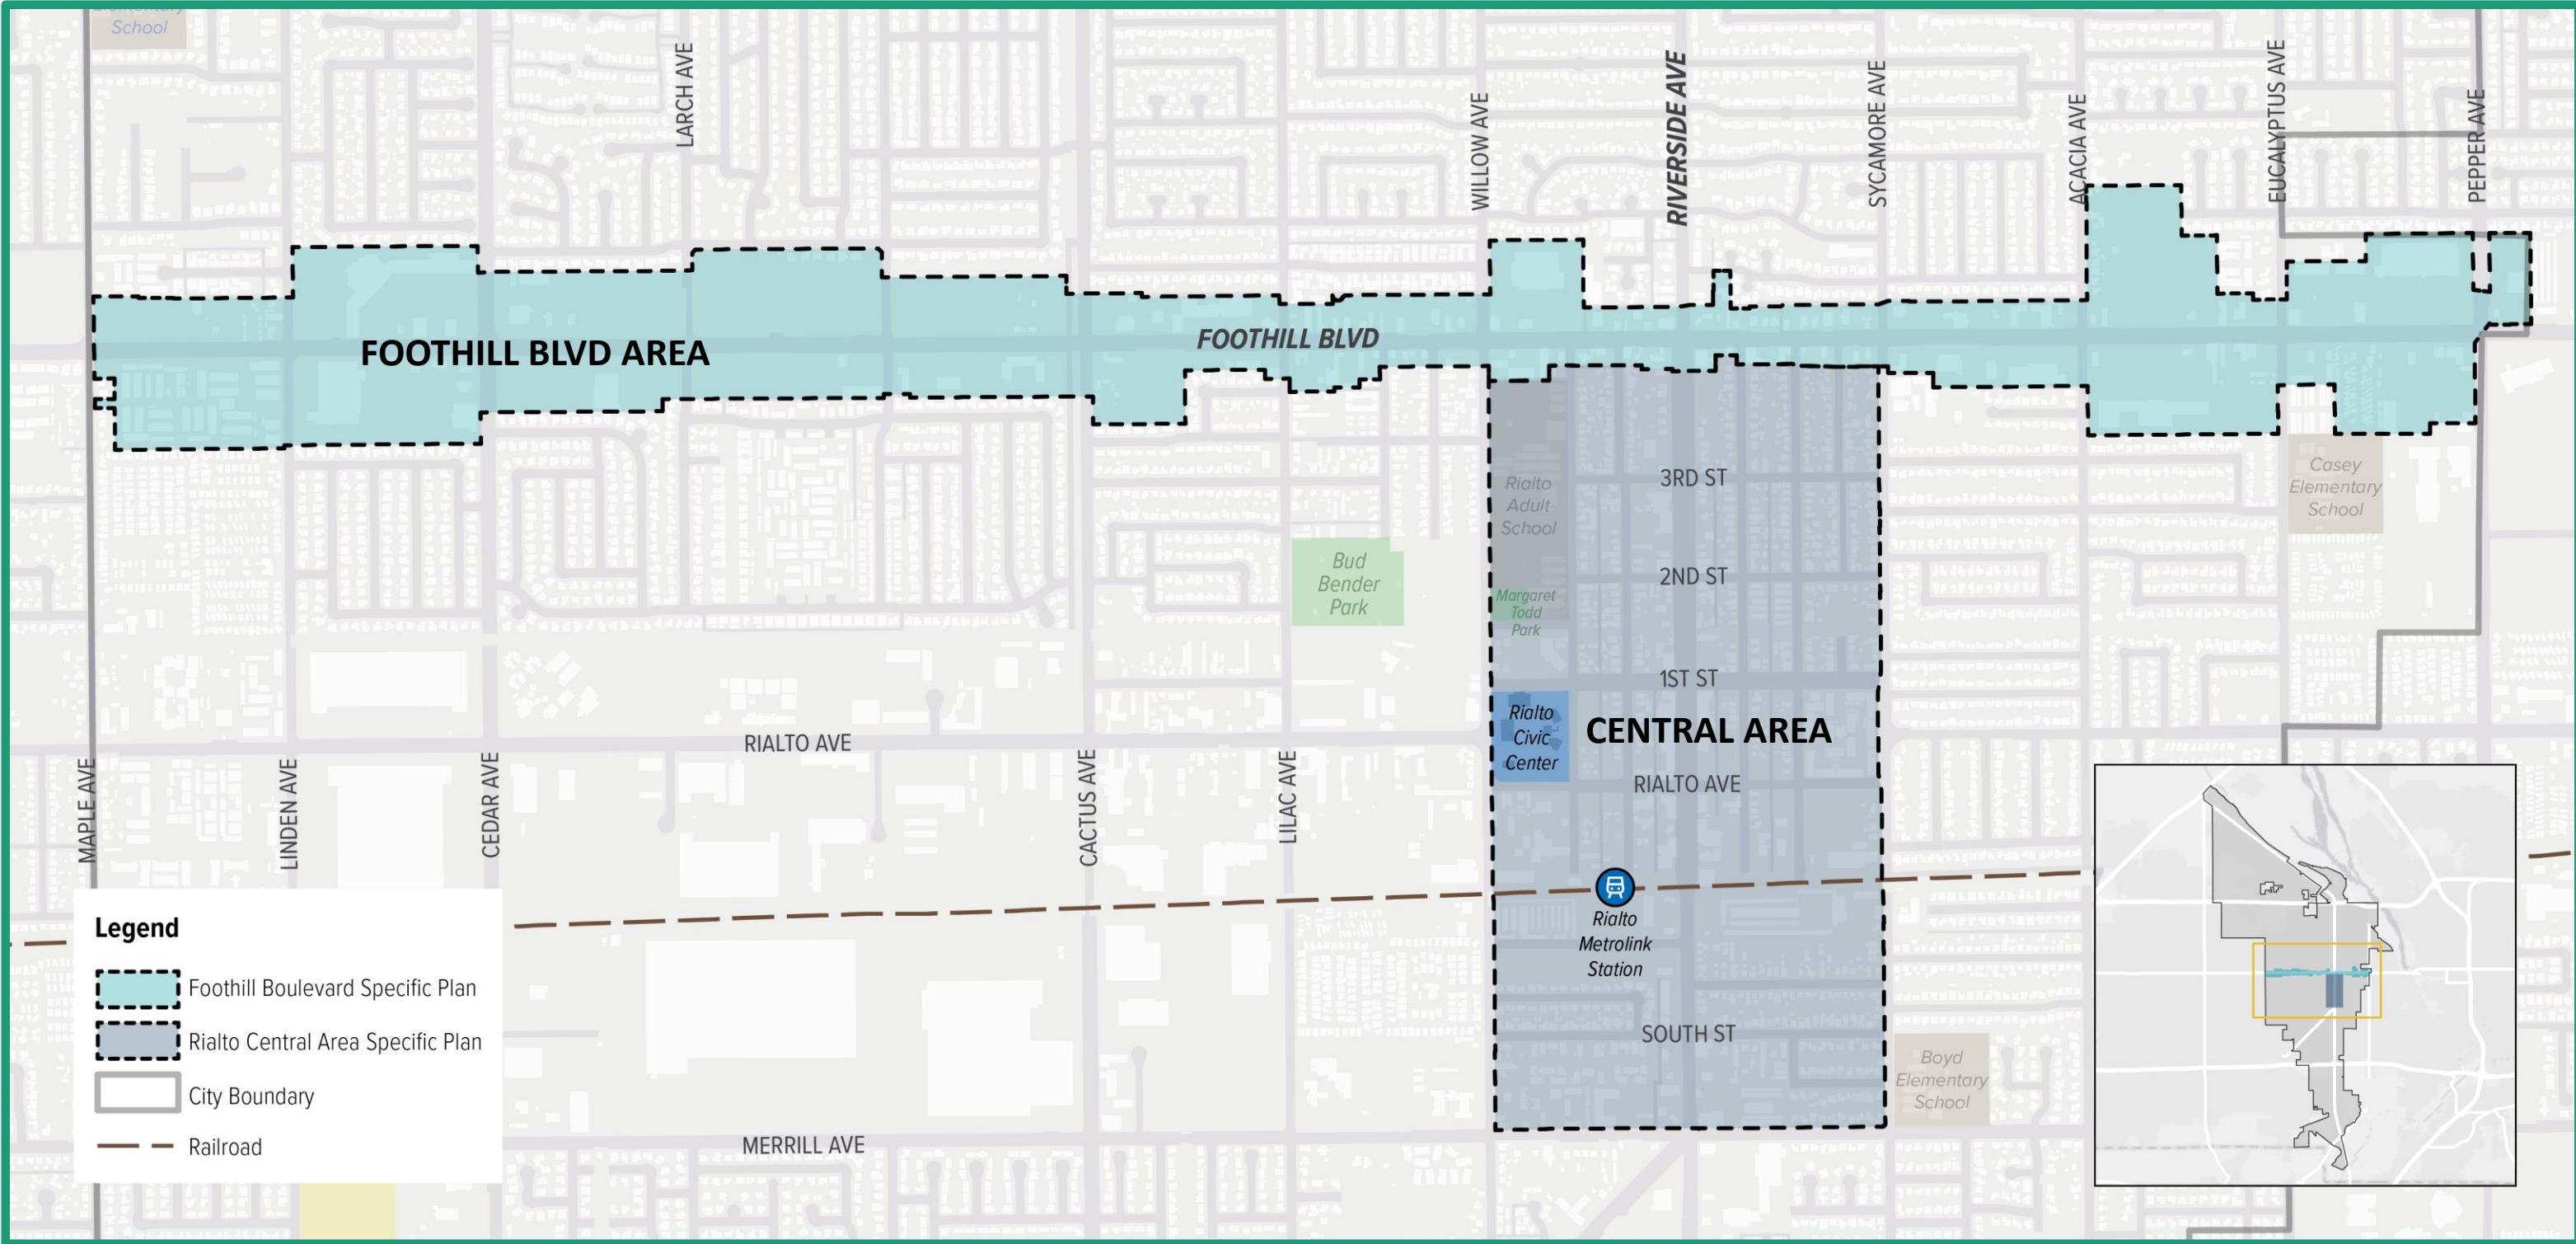 Elementary
School
LARCH AVE
WILLOW AVE
RIVERSIDE AVE
SYCAMORE AVE
ACACIA AVE
EUCALYPTUS AVE
PEPPER AVE
FOOTHILL BLVD AREA
FOOTHILL BLVD
3RD ST
Rialto
Adult
School
Casey
Elementary
School
Bud
Bender
Park
2ND ST
Margaret
Todd
Park
1ST ST
Rialto
Civic
Center
CENTRAL AREA
RIALTO AVE
RIALTO AVE
MAPLE AVE
LINDEN AVE
CEDAR AVE
CACTUS AVE
LILAC AVE
Rialto
Metrolink
Station
SOUTH ST
Boyd
Elementary
School
MERRILL AVE
Legend
Foothill Boulevard Specific Plan
Rialto Central Area Specific Plan
City Boundary
Railroad